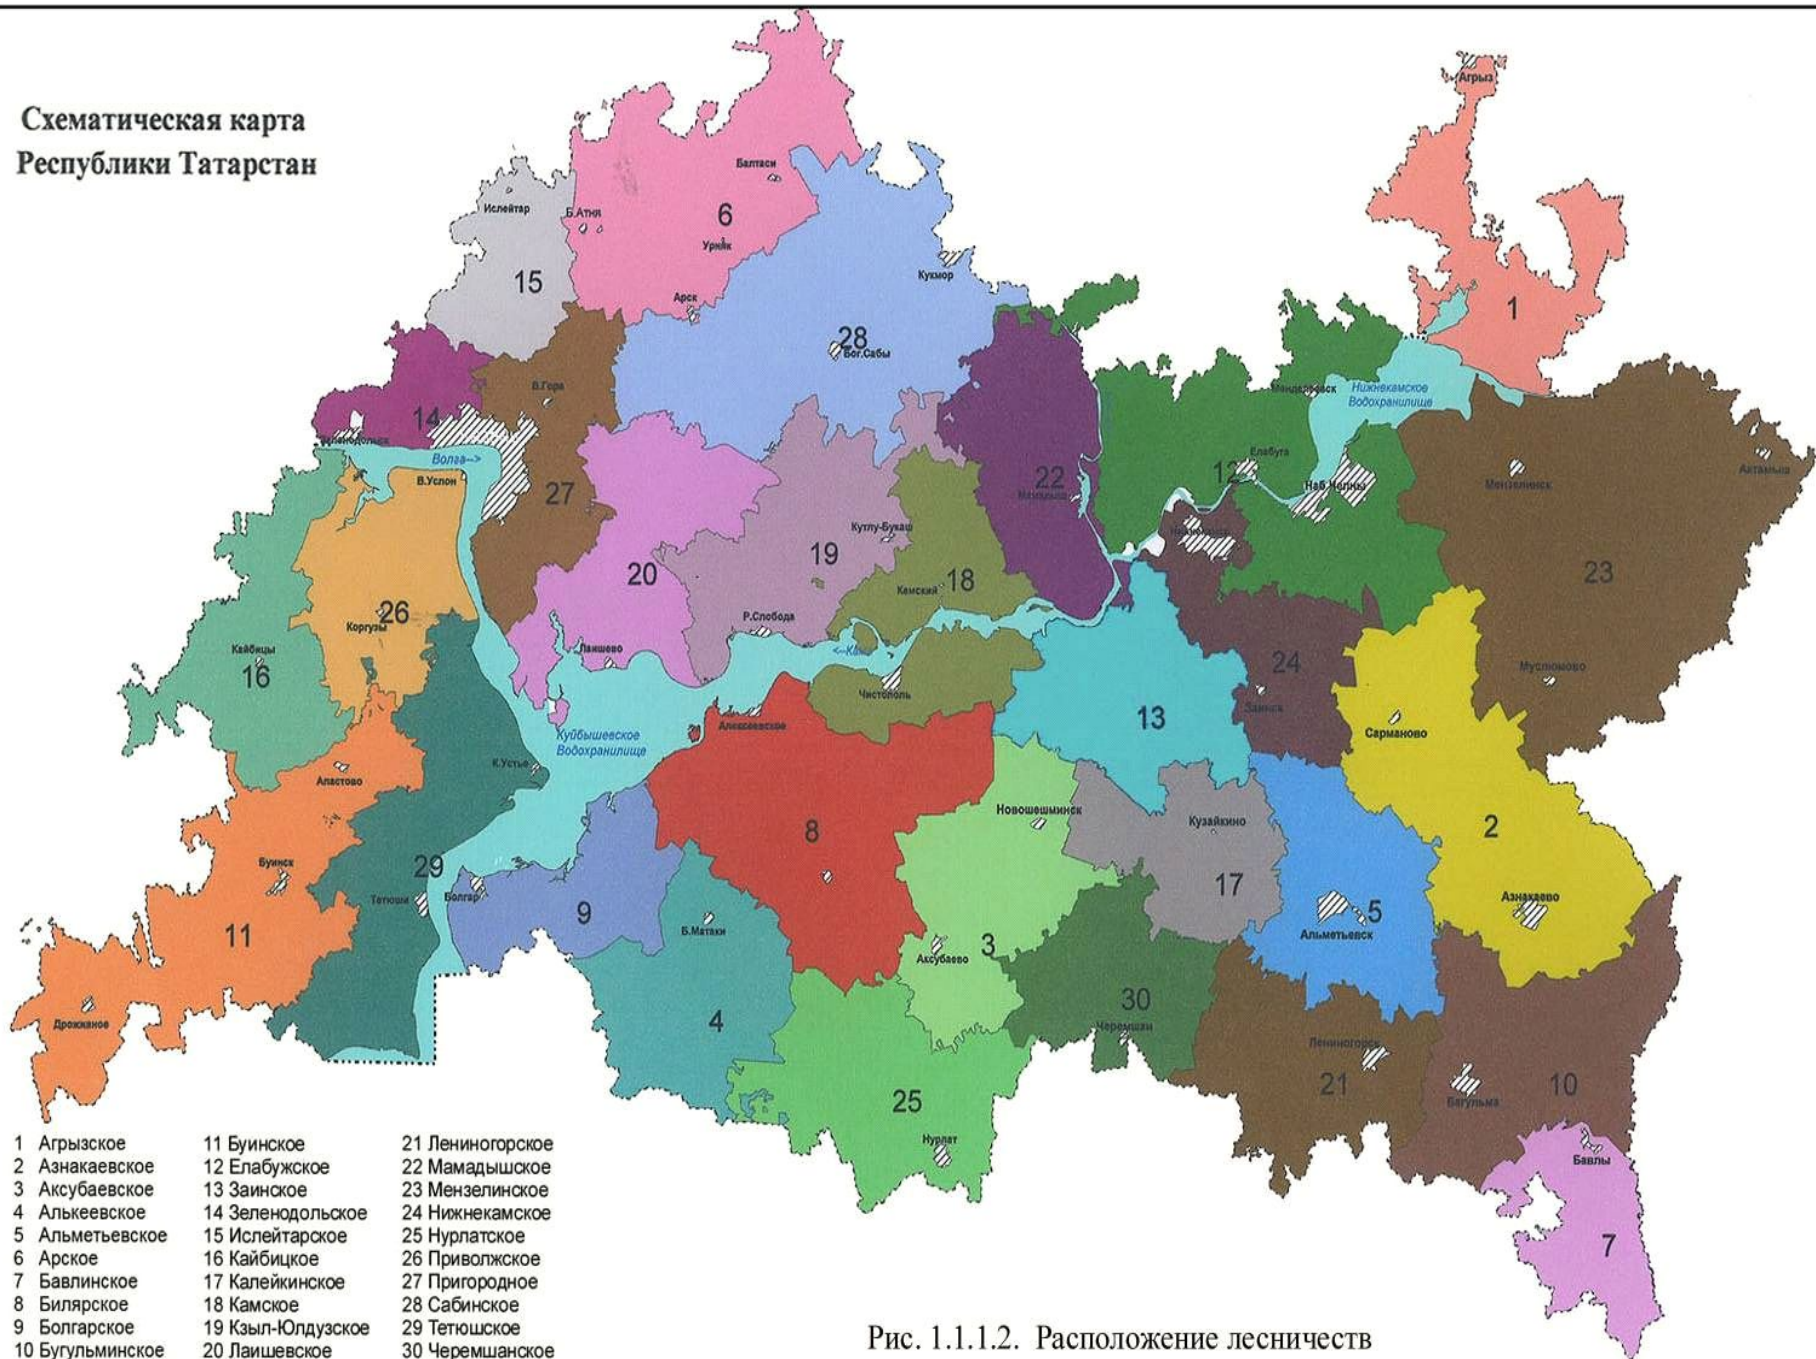 Схематическая карта
Республики Татарстан
Агрыз
Балтаси
Ислейтар
Б.Атня
6
Урняк
15
Кукмор
Арск
1
28
Бог.Сабы
В.Гора
Менделеевск
Нижнекамское
Водохранилище
14
Зеленодольск
Волга-->
В.Услон
27
22
12
Елабуга
Наб.Челны
Мензелинск
Актаныш
Кутлу-Букаш
19
20
18
Камский
23
26
Коргузы
Р.Слобода
Кайбицы
16
Лаишево
Чистополь
24
Заинск
Муслюмово
13
Алексеевское
Сарманово
Куйбышевское
Водохранилище
К.Устье
Апастово
Новошешминск
Кузайкино
8
2
Буинск
29
Тетюши
Болгар
9
17
5
Азнакаево
Альметьевск
11
Б.Матаки
3
Аксубаево
30
Черемшан
Дрожжаное
4
Лениногорск
21
10
Бугульма
25
Нурлат
Бавлы
7
1 Агрызское
2 Азнакаевское
3 Аксубаевское
4 Алькеевское
5 Альметьевское
6 Арское
7 Бавлинское
8 Билярское
9 Болгарское
10 Бугульминское
11 Буинское
12 Елабужское
13 Заинское
14 Зеленодольское
15 Ислейтарское
16 Кайбицкое
17 Калейкинское
18 Камское
19 Кзыл-Юлдузское
20 Лаишевское
21 Лениногорское
22 Мамадышское
23 Мензелинское
24 Нижнекамское
25 Нурлатское
26 Приволжское
27 Пригородное
28 Сабинское
29 Тетюшское
30 Черемшанское
Рис. 1.1.1.2. Расположение лесничеств